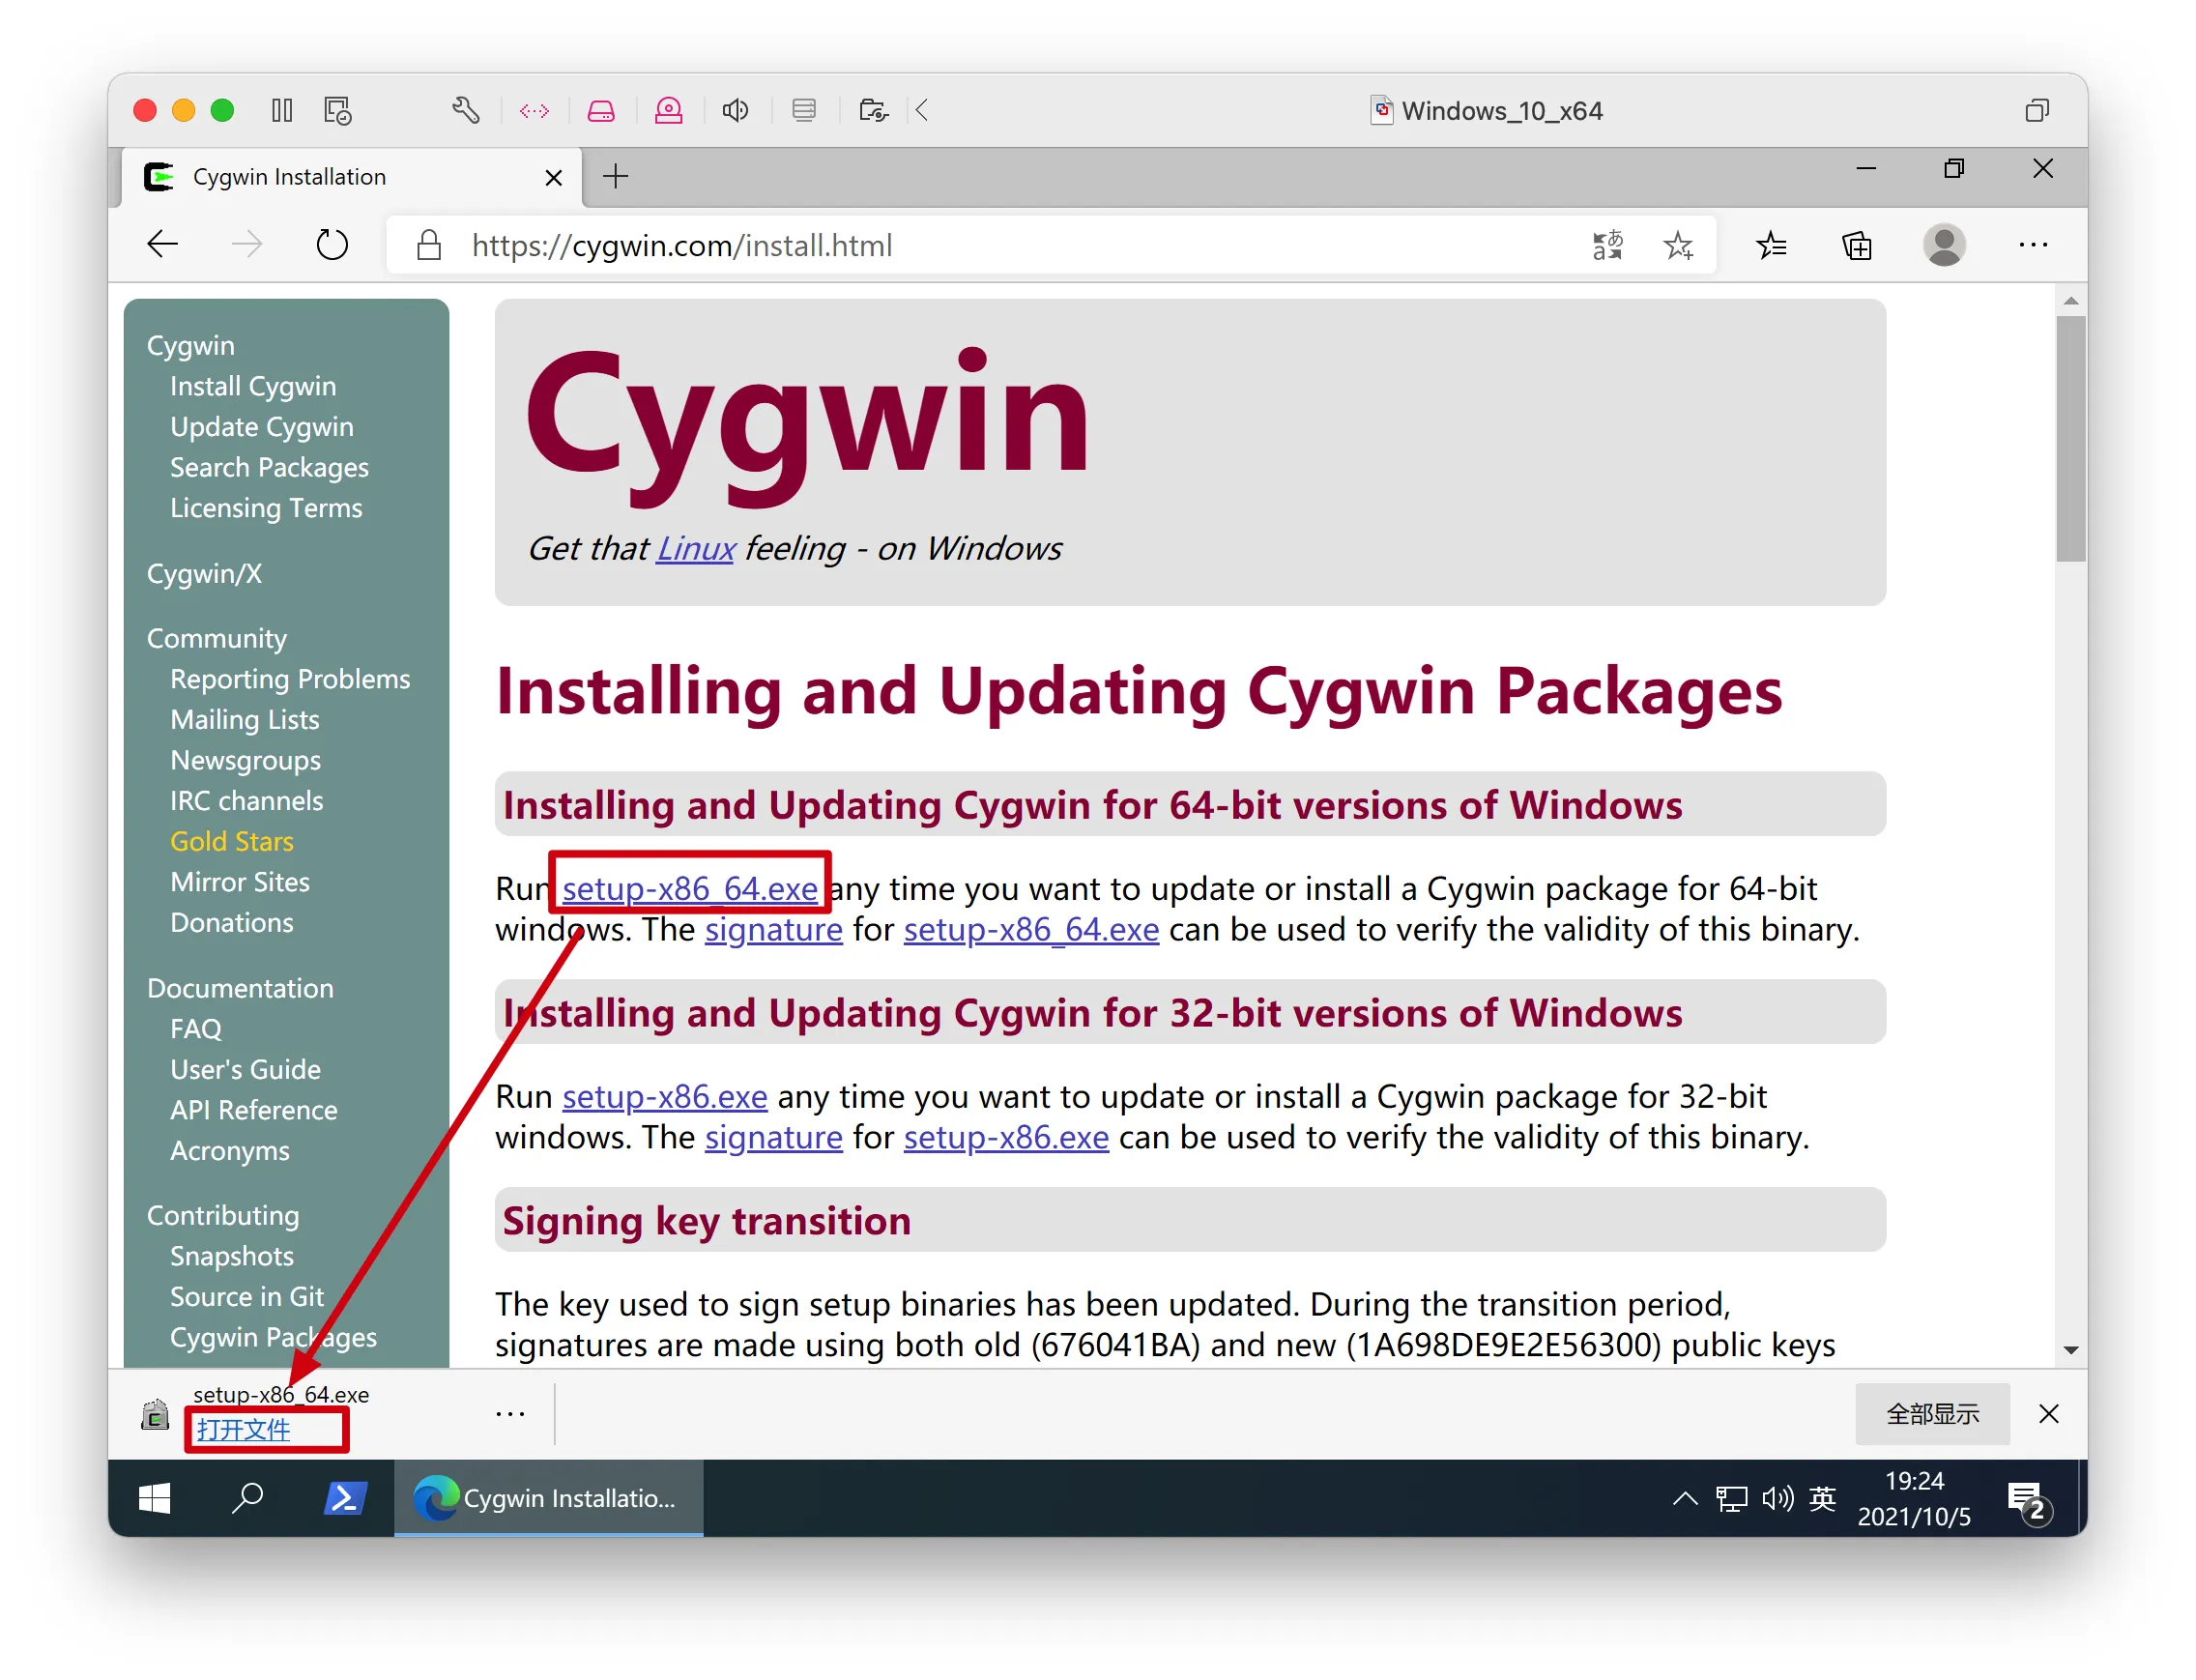 Windows_10_x64
Cygwin Installation
https://cygwin.com/install.html
Cygwin
Install Cygwin
Update Cygwin
Search Packages
Licensing Terms
Cygwin/X
Community
Reporting Problems
Mailing Lists
Newsgroups
IRC channels
Gold Stars
Mirror Sites
Donations
Documentation
FAQ
User's Guide
API Reference
Acronyms
Contributing
Snapshots
Source in Git
Cygwin Packages
Cygwin
Get that Linux feeling - on Windows
Installing and Updating Cygwin Packages
Installing and Updating Cygwin for 64-bit versions of Windows
Run setup-x86_64.exe any time you want to update or install a Cygwin package for 64-bit
windows. The signature for setup-x86_64.exe can be used to verify the validity of this binary.
Installing and Updating Cygwin for 32-bit versions of Windows
Run setup-x86.exe any time you want to update or install a Cygwin package for 32-bit
windows. The signature for setup-x86.exe can be used to verify the validity of this binary.
Signing key transition
The key used to sign setup binaries has been updated. During the transition period,
signatures are made using both old (676041BA) and new (1A698DE9E2E56300) public keys
setup-x86_64.exe
打开文件
全部显示
Cygwin Installatio...
英
19:24
2021/10/5
2